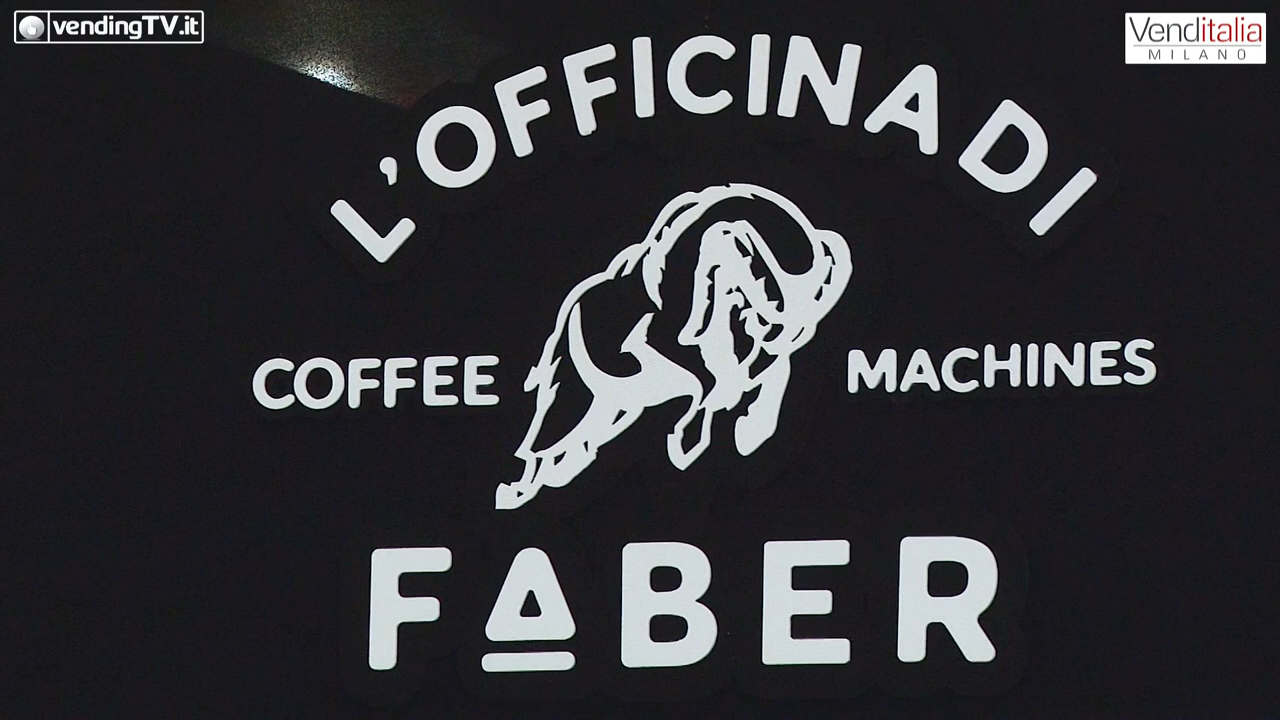 vendingTV.it
Venditalia
MILANO
L'OFFICINA DI
COFFEE MACHINES
FABER